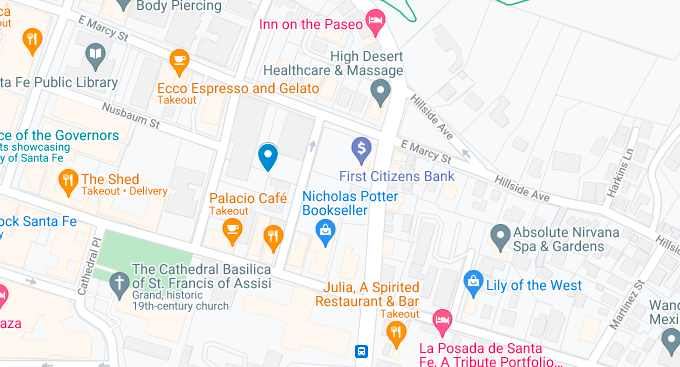 Body Piercing
ca
out
E Marcy St
Inn on the Paseo
High Desert
Healthcare & Massage
ta Fe Public Library
Ecco Espresso and Gelato
Takeout
Hillside Ave
Nusbaum St
ce of the Governors
ts showcasing
y of Santa Fe
E Marcy St
First Citizens Bank
Harkins Ln
The Shed
Takeout • Delivery
Hillside Ave
Palacio Café
Takeout
Nicholas Potter
Bookseller
ock Santa Fe
y
Absolute Nirvana
Spa & Gardens
Hillside
Cathedral Pl
The Cathedral Basilica
of St. Francis of Assisi
Grand, historic
19th-century church
Julia, A Spirited
Restaurant & Bar
Takeout
Lily of the West
Martinez St
Wand
Mexi
aza
La Posada de Santa
Fe, A Tribute Portfolio...